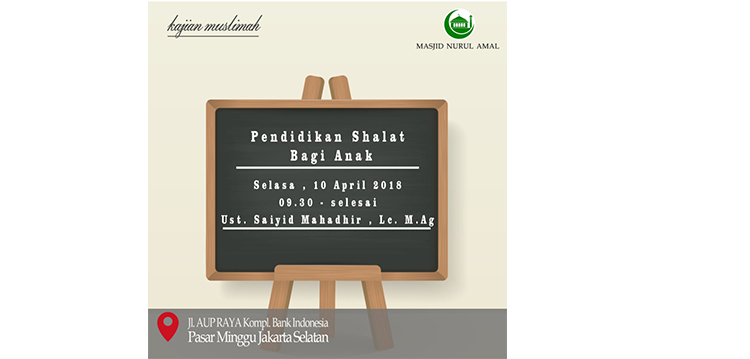 kajian muslimah
MASJID NURUL AMAL
Pendidikan Shalat
Bagi Anak
Selasa , 10 April 2018
09.30 - selesai
Ust. Saiyid Mahadhir , Lc. M.Ag
Jl. AUP RAYA Kompl. Bank Indonesia
Pasar Minggu Jakarta Selatan